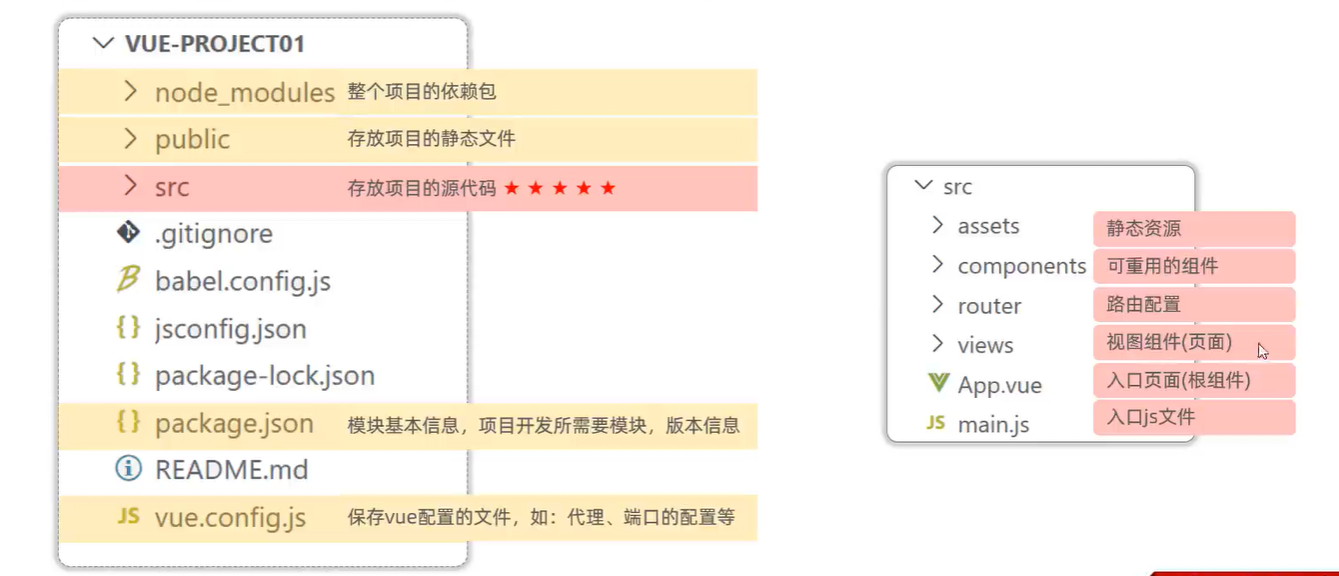 VUE-PROJECT01
node_modules 整个项目的依赖包
public 存放项目的静态文件
src 存放项目的源代码 ★ ★ ★ ★ ★
.gitignore
babel.config.js
jsconfig.json
package-lock.json
package.json 模块基本信息，项目开发所需要模块，版本信息
README.md
JS vue.config.js 保存vue配置的文件，如：代理、端口的配置等
src
assets 静态资源
components 可重用的组件
router 路由配置
views 视图组件(页面)
App.vue 入口页面(根组件)
JS main.js 入口js文件